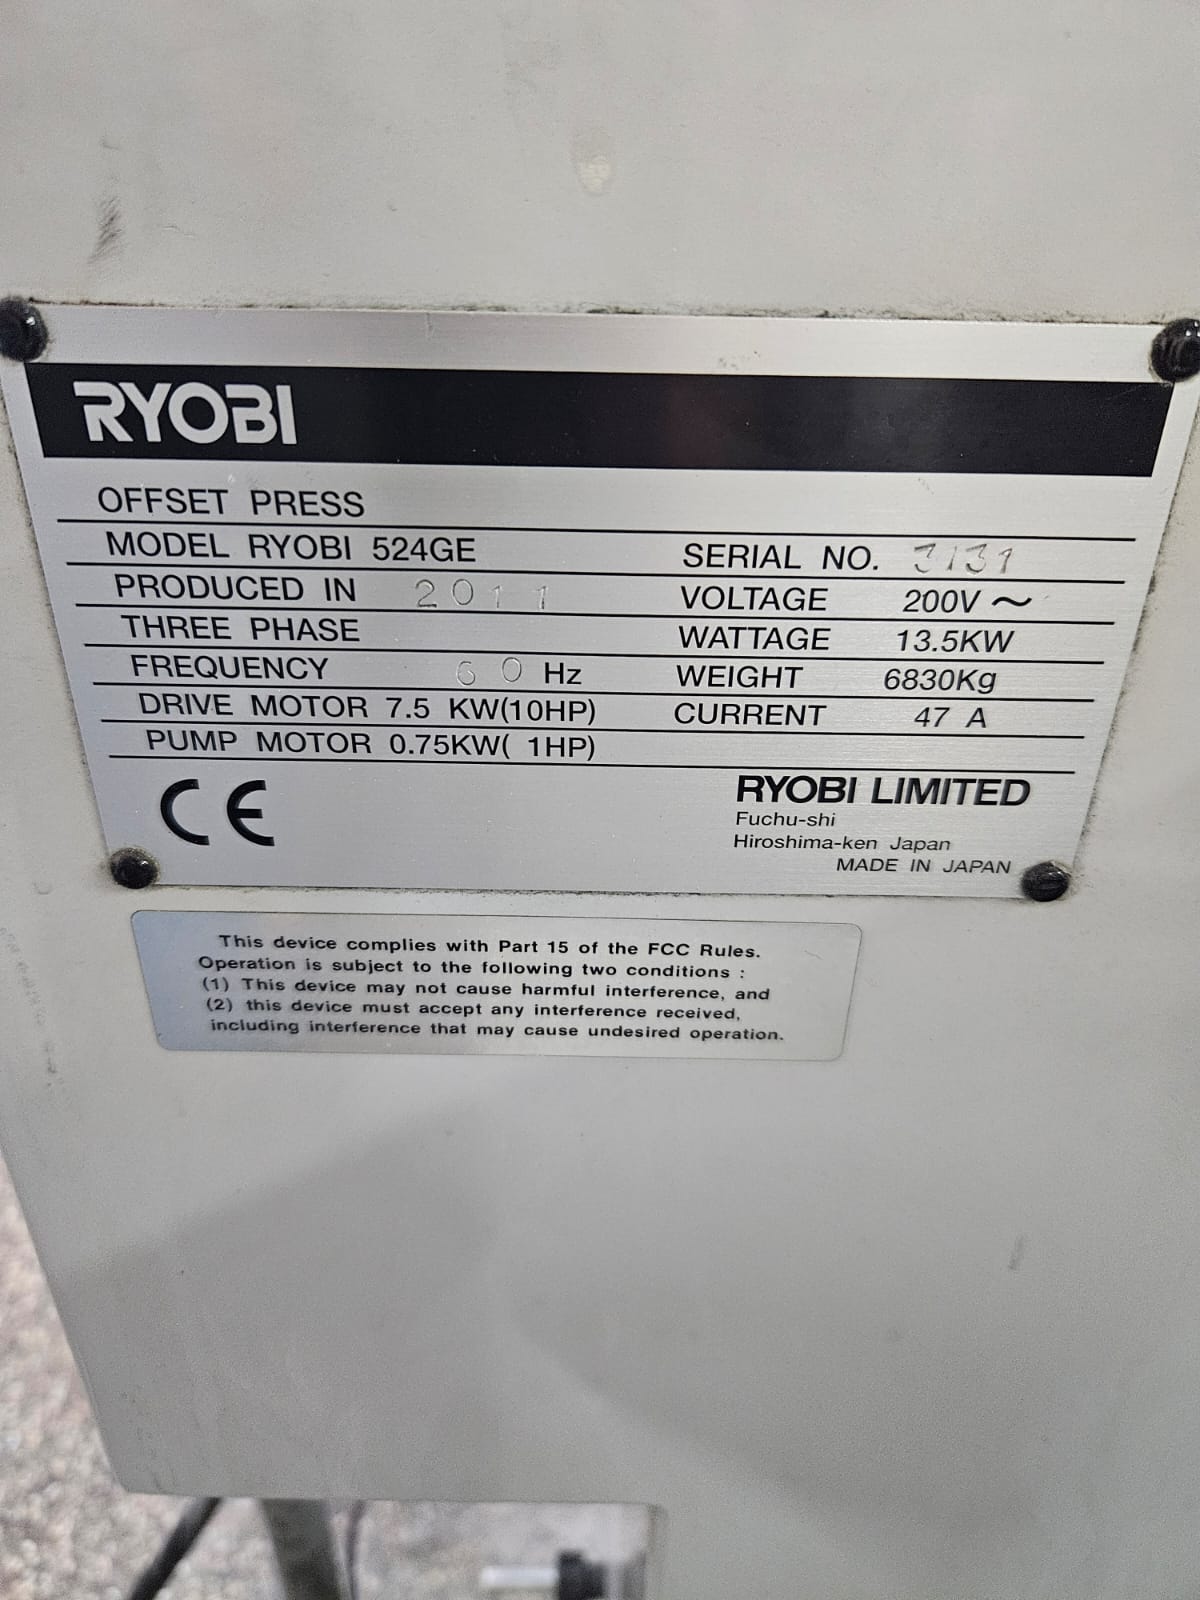 RYOBI
OFFSET PRESS
MODEL RYOBI 524GE SERIAL NO. 3131
PRODUCED IN 2011 VOLTAGE 200V ~
THREE PHASE WATTAGE 13.5KW
FREQUENCY 60 Hz WEIGHT 6830Kg
DRIVE MOTOR 7.5 KW(10HP) CURRENT 47 A
PUMP MOTOR 0.75KW( 1HP)
CE
RYOBI LIMITED
Fuchu-shi
Hiroshima-ken Japan
MADE IN JAPAN
This device complies with Part 15 of the FCC Rules.
Operation is subject to the following two conditions :
(1) This device may not cause harmful interference, and
(2) this device must accept any interference received,
including interference that may cause undesired operation.